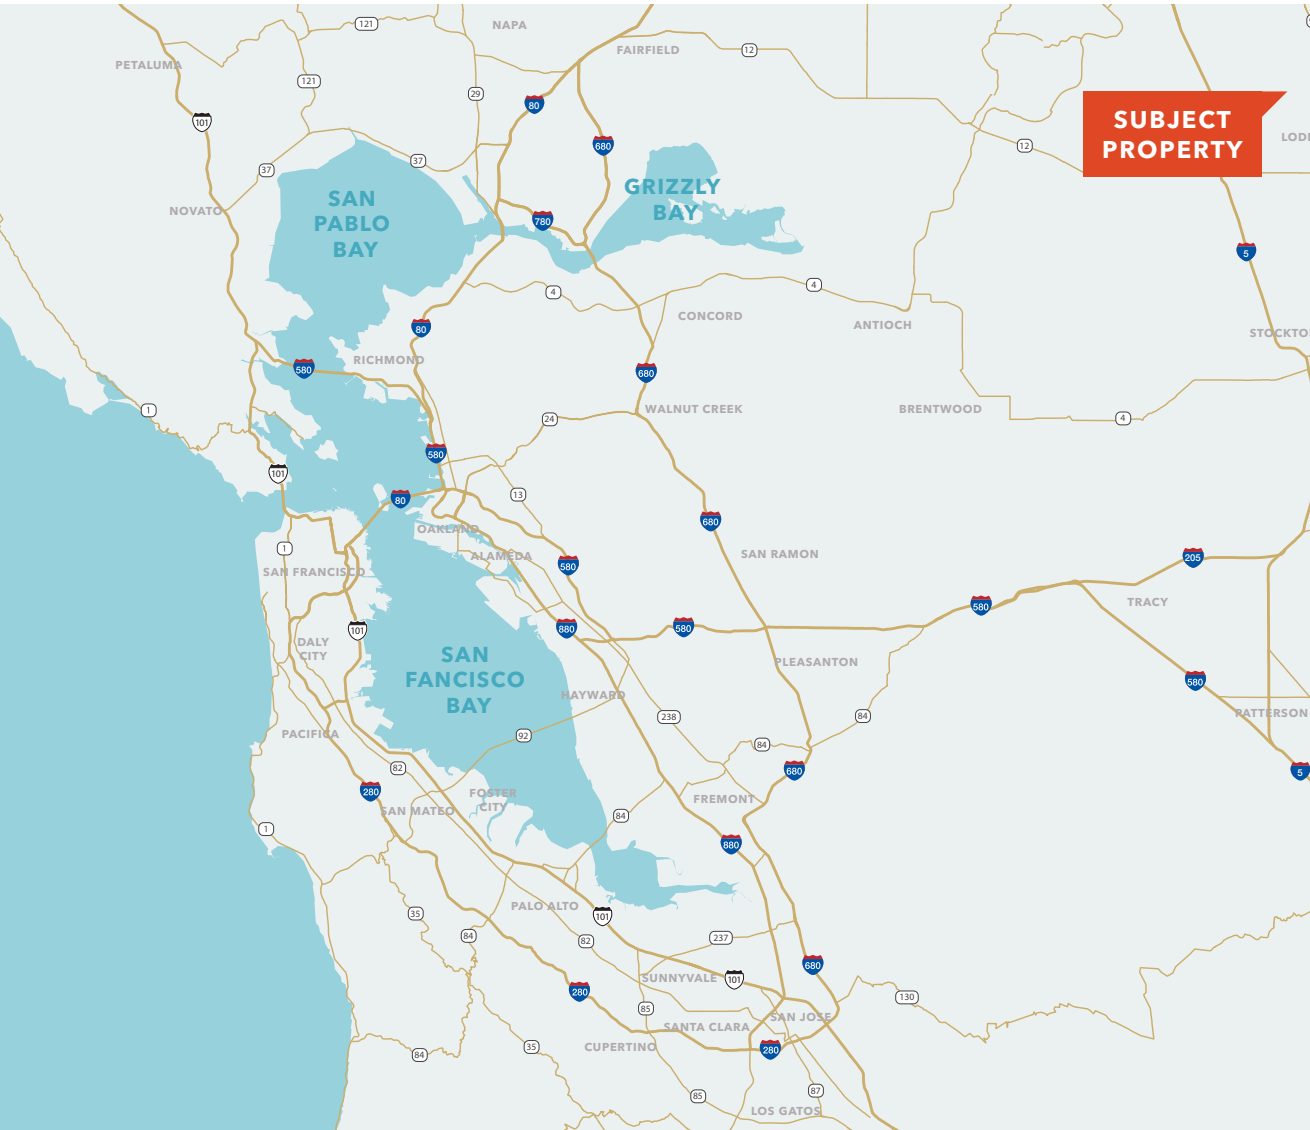 121
NAPA
PETALUMA
FAIRFIELD
12
121
29
80
SUBJECT
PROPERTY
101
680
12
LODI
37
37
SAN
PABLO
BAY
GRIZZLY
BAY
NOVATO
780
5
4
4
CONCORD
ANTIOCH
80
STOCKTO
RICHMOND
580
680
1
24
WALNUT CREEK
BRENTWOOD
4
580
101
80
13
OAKLAND
680
1
ALAMEDA
SAN RAMON
205
SAN FRANCISCO
580
580
TRACY
101
880
580
DALY
CITY
SAN
FANCISCO
BAY
PLEASANTON
580
HAYWARD
238
84
PATTERSON
PACIFICA
92
84
82
680
5
280
FOSTER
CITY
SAN MATEO
FREMONT
84
1
880
PALO ALTO
101
35
84
82
237
680
SUNNYVALE
101
280
130
85
SANTA CLARA
SAN JOSE
84
35
CUPERTINO
280
85
87
LOS GATOS